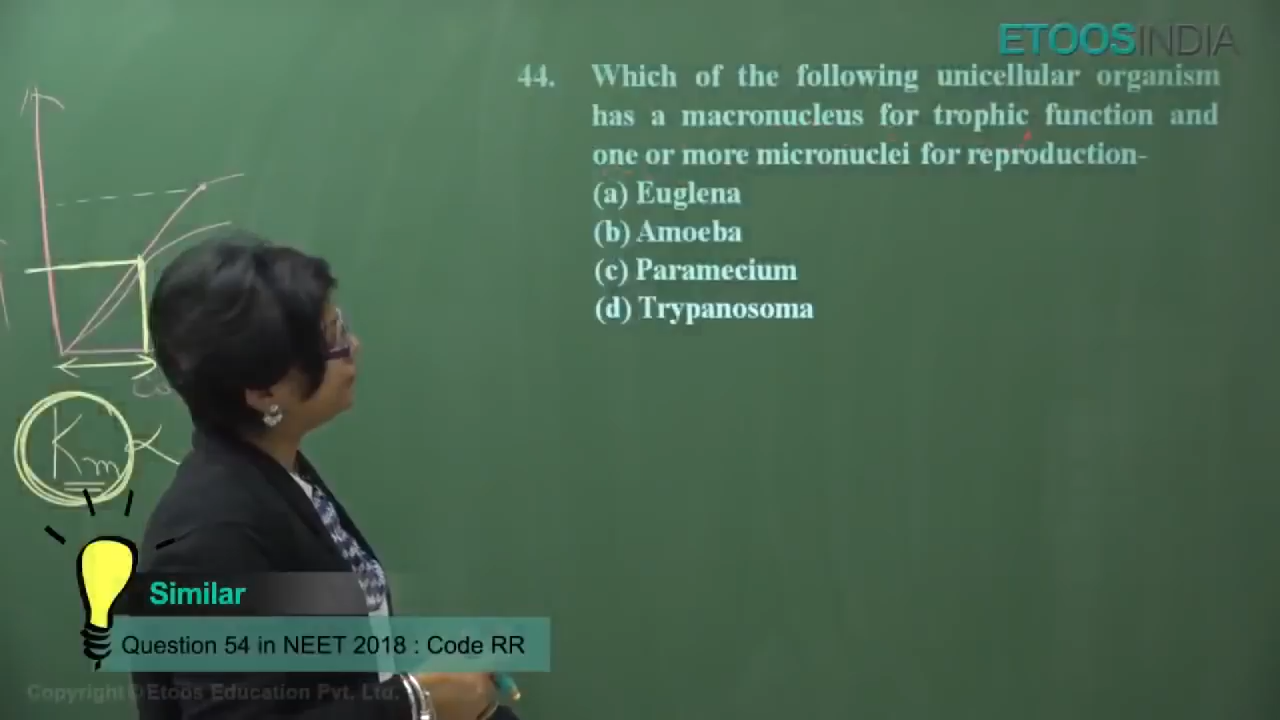 ETOOSINDIA
44. Which of the following unicellular organism
has a macronucleus for trophic function and
one or more micronuclei for reproduction-
(a) Euglena
(b) Amoeba
(c) Paramecium
(d) Trypanosoma
Km
Similar
Question 54 in NEET 2018 : Code RR
Copyright © Etoos Education Pvt. Ltd.